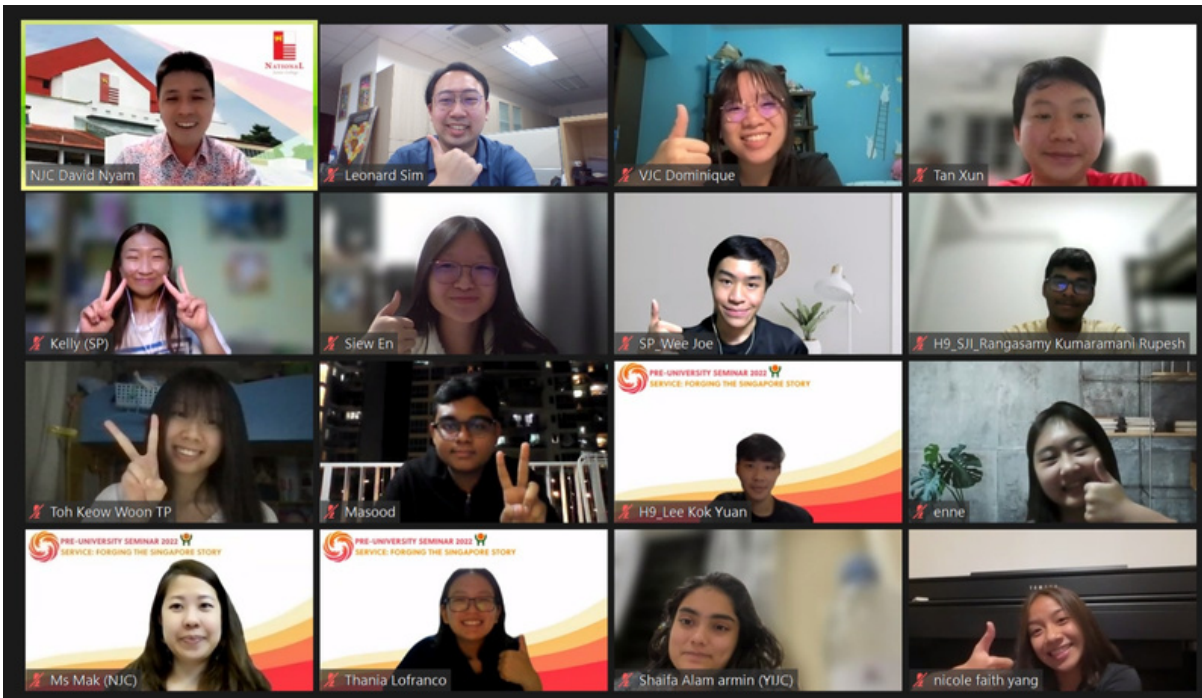 NATIONAL
NJC David Nyam
Leonard Sim
VJC Dominique
Tan Xun
Kelly (SP)
Siew En
SP_Wee Joe
H9_SJI_Rangasamy Kumaramani Rupesh
Toh Keow Woon TP
Masood
PRE-UNIVERSITY SEMINAR 2022
SERVICE: FORGING THE SINGAPORE STORY
H9_Lee Kok Yuan
enne
PRE-UNIVERSITY SEMINAR 2022
SERVICE: FORGING THE SINGAPORE STORY
Ms Mak (NJC)
PRE-UNIVERSITY SEMINAR 2022
SERVICE: FORGING THE SINGAPORE STORY
Thania Lofranco
Shaifa Alam armin (YIJC)
YAMAHA
nicole faith yang